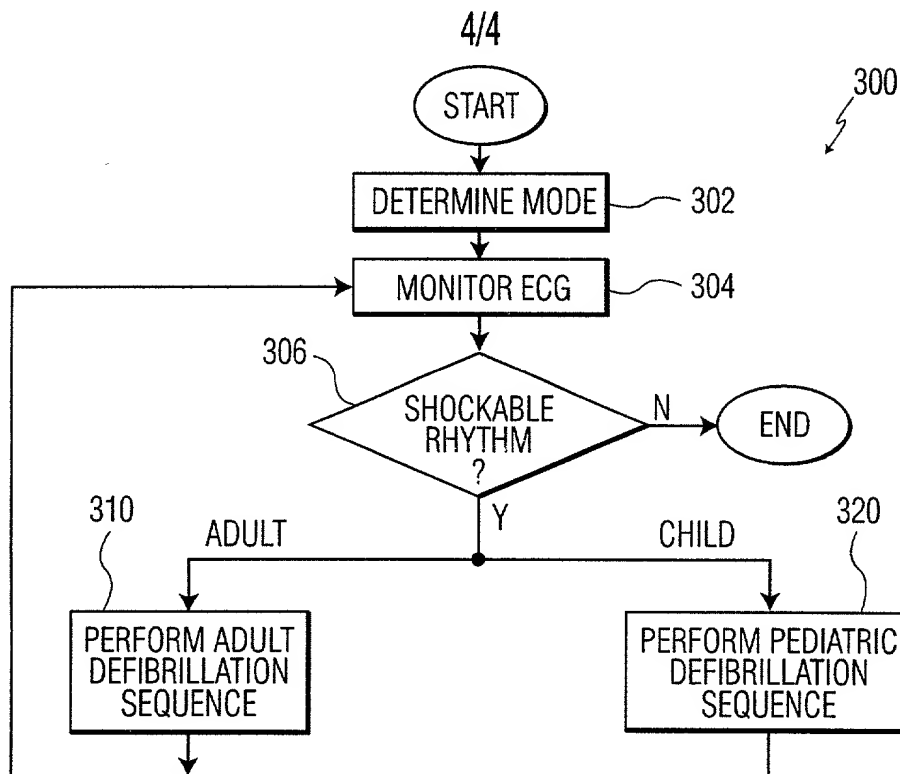 4/4
START
300
DETERMINE MODE
302
MONITOR ECG
304
306
SHOCKABLE
RHYTHM
?
N
END
Y
310
ADULT
CHILD
320
PERFORM ADULT
DEFIBRILLATION
SEQUENCE
PERFORM PEDIATRIC
DEFIBRILLATION
SEQUENCE